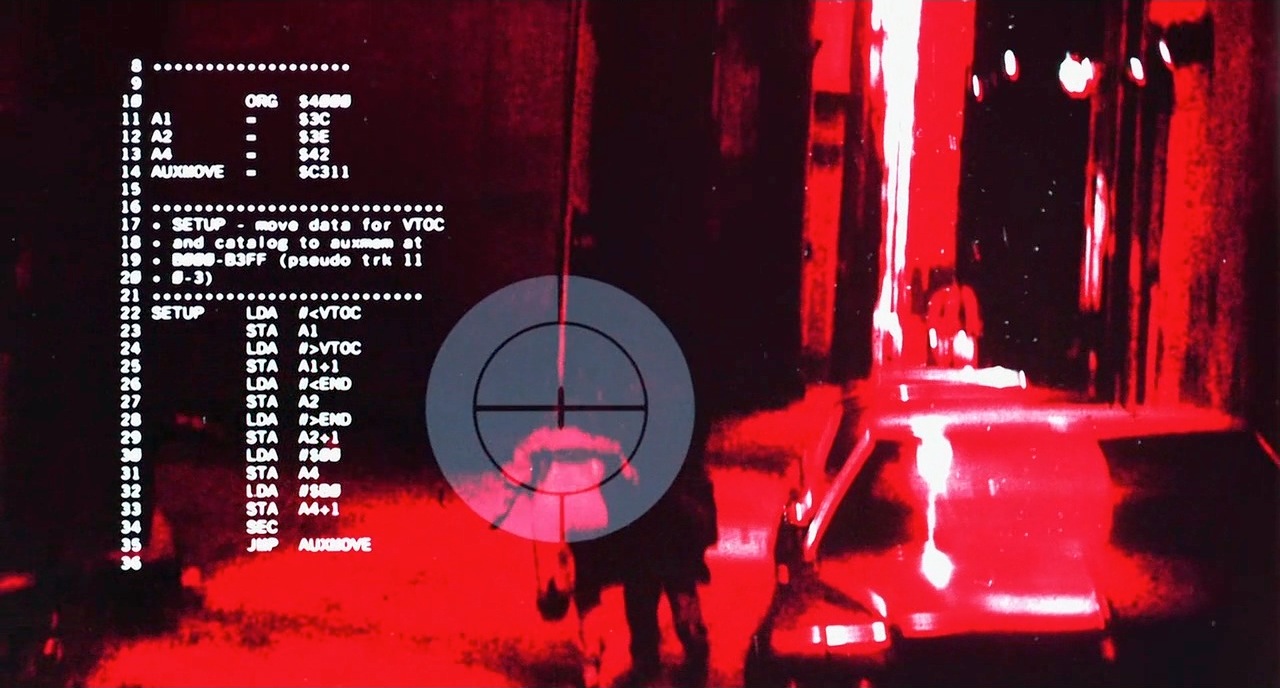 8 •••••••••••••••••••
9
10 ORG $4000
11 A1 = $3C
12 A2 = $3E
13 A4 = $42
14 AUXMOVE = $C311
15
16 ••••••••••••••••••••••••••••
17 • SETUP - move data for VTOC
18 • and catalog to auxmem at
19 • B000-B3FF (pseudo trk 11
20 • 0-3)
21 ••••••••••••••••••••••••••
22 SETUP LDA #<VTOC
23 STA A1
24 LDA #>VTOC
25 STA A1+1
26 LDA #<END
27 STA A2
28 LDA #>END
29 STA A2+1
30 LDA #$00
31 STA A4
32 LDA #$B0
33 STA A4+1
34 SEC
35 JMP AUXMOVE
36